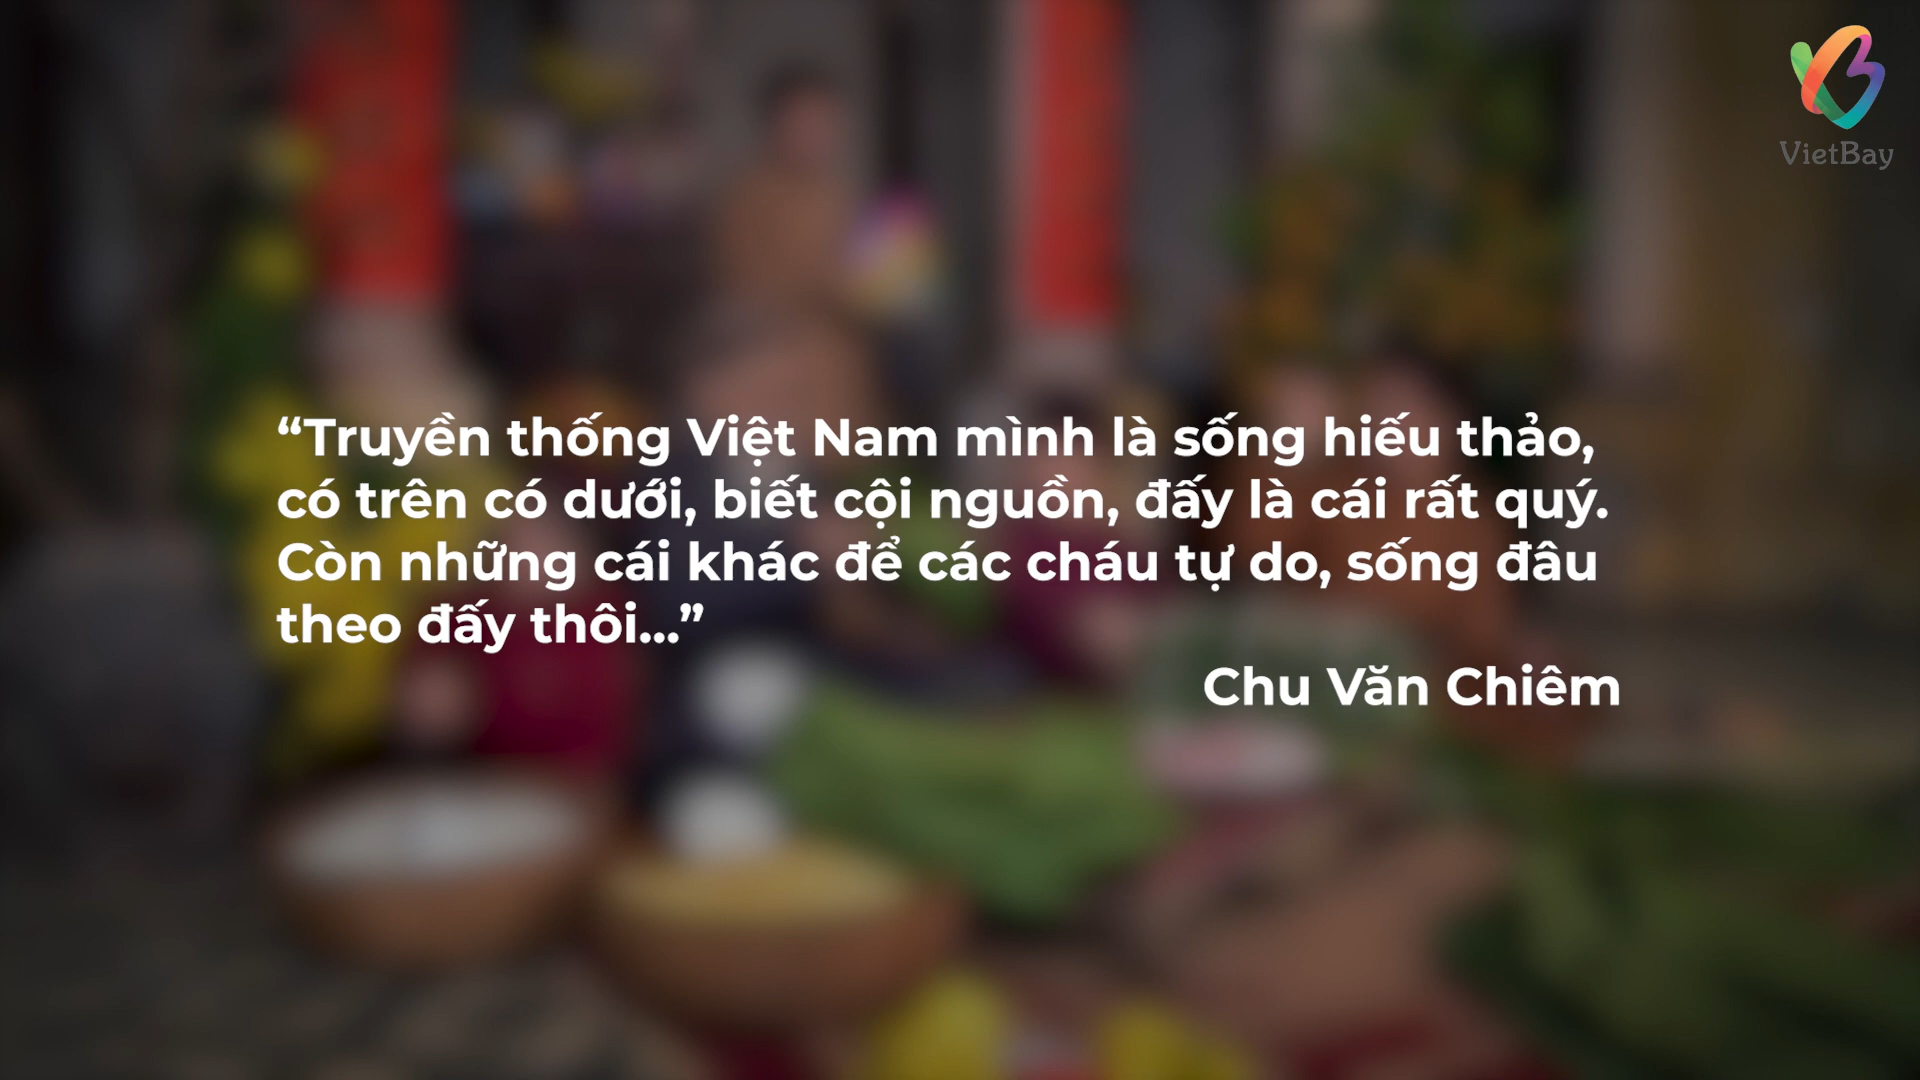 VietBay
“Truyền thống Việt Nam mình là sống hiếu thảo,
có trên có dưới, biết cội nguồn, đấy là cái rất quý.
Còn những cái khác để các cháu tự do, sống đâu
theo đấy thôi...”
Chu Văn Chiêm